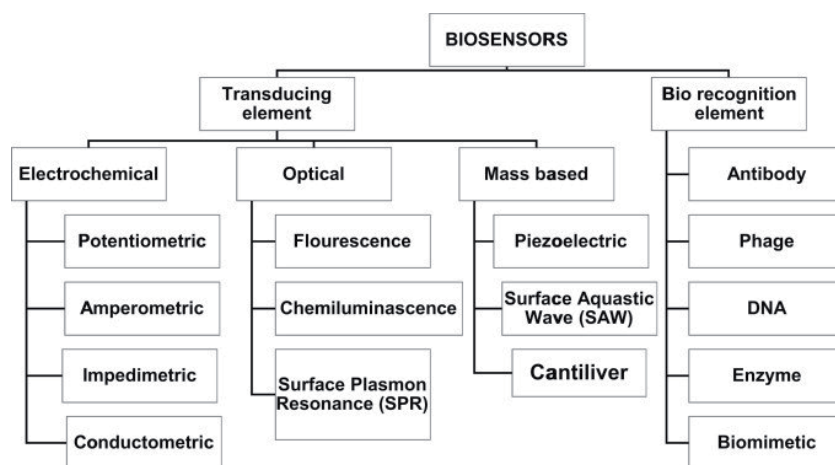 BIOSENSORS
Transducing
element
Bio recognition
element
Electrochemical
Optical
Mass based
Antibody
Potentiometric
Flourescence
Piezoelectric
Phage
Amperometric
Chemiluminascence
Surface Aquastic
Wave (SAW)
DNA
Impedimetric
Surface Plasmon
Resonance (SPR)
Cantiliver
Enzyme
Conductometric
Biomimetic